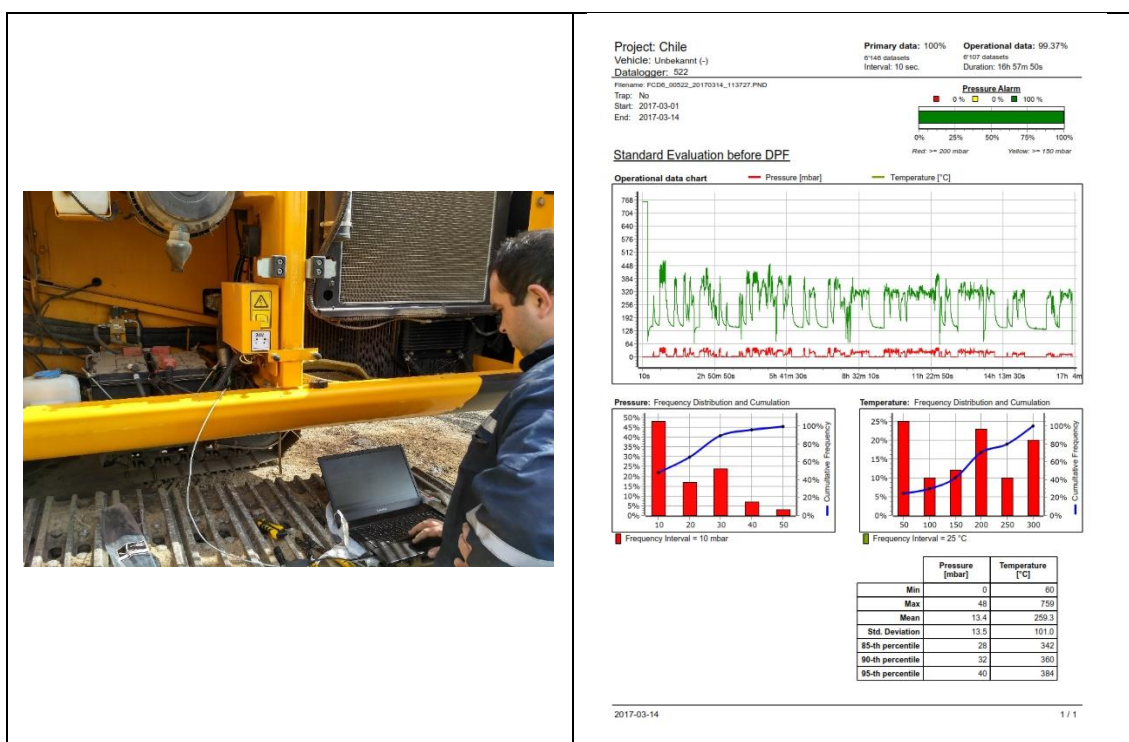 Project: Chile
Vehicle: Unbekannt (-)
Datalogger: 522
Primary data: 100%
6'146 datasets
Interval: 10 sec.
Operational data: 99.37%
6'107 datasets
Duration: 16h 57m 50s
Filename: FCD6_00522_20170314_113727.PND
Trap: No
Start: 2017-03-01
End: 2017-03-14
Pressure Alarm
0 % 0 % 100 %
0% 25% 50% 75% 100%
Red: >= 200 mbar Yellow: >= 150 mbar
Standard Evaluation before DPF
Operational data chart Pressure [mbar] Temperature [°C]
768
704
640
576
512
448
384
320
256
192
128
64
0
10s 2h 50m 50s 5h 41m 30s 8h 32m 10s 11h 22m 50s 14h 13m 30s 17h 4m
Pressure: Frequency Distribution and Cumulation
50%
45%
40%
35%
30%
25%
20%
15%
10%
5%
0%
10 20 30 40 50
100%
80%
60%
40%
20%
0%
Cumultative Frequency
Frequency Interval = 10 mbar
Temperature: Frequency Distribution and Cumulation
25%
20%
15%
10%
5%
0%
50 100 150 200 250 300
100%
80%
60%
40%
20%
0%
Cumultative Frequency
Frequency Interval = 25 °C
Pressure [mbar] Temperature [°C]
Min 0 60
Max 48 759
Mean 13.4 259.3
Std. Deviation 13.5 101.0
85-th percentile 28 342
90-th percentile 32 360
95-th percentile 40 384
2017-03-14 1 / 1